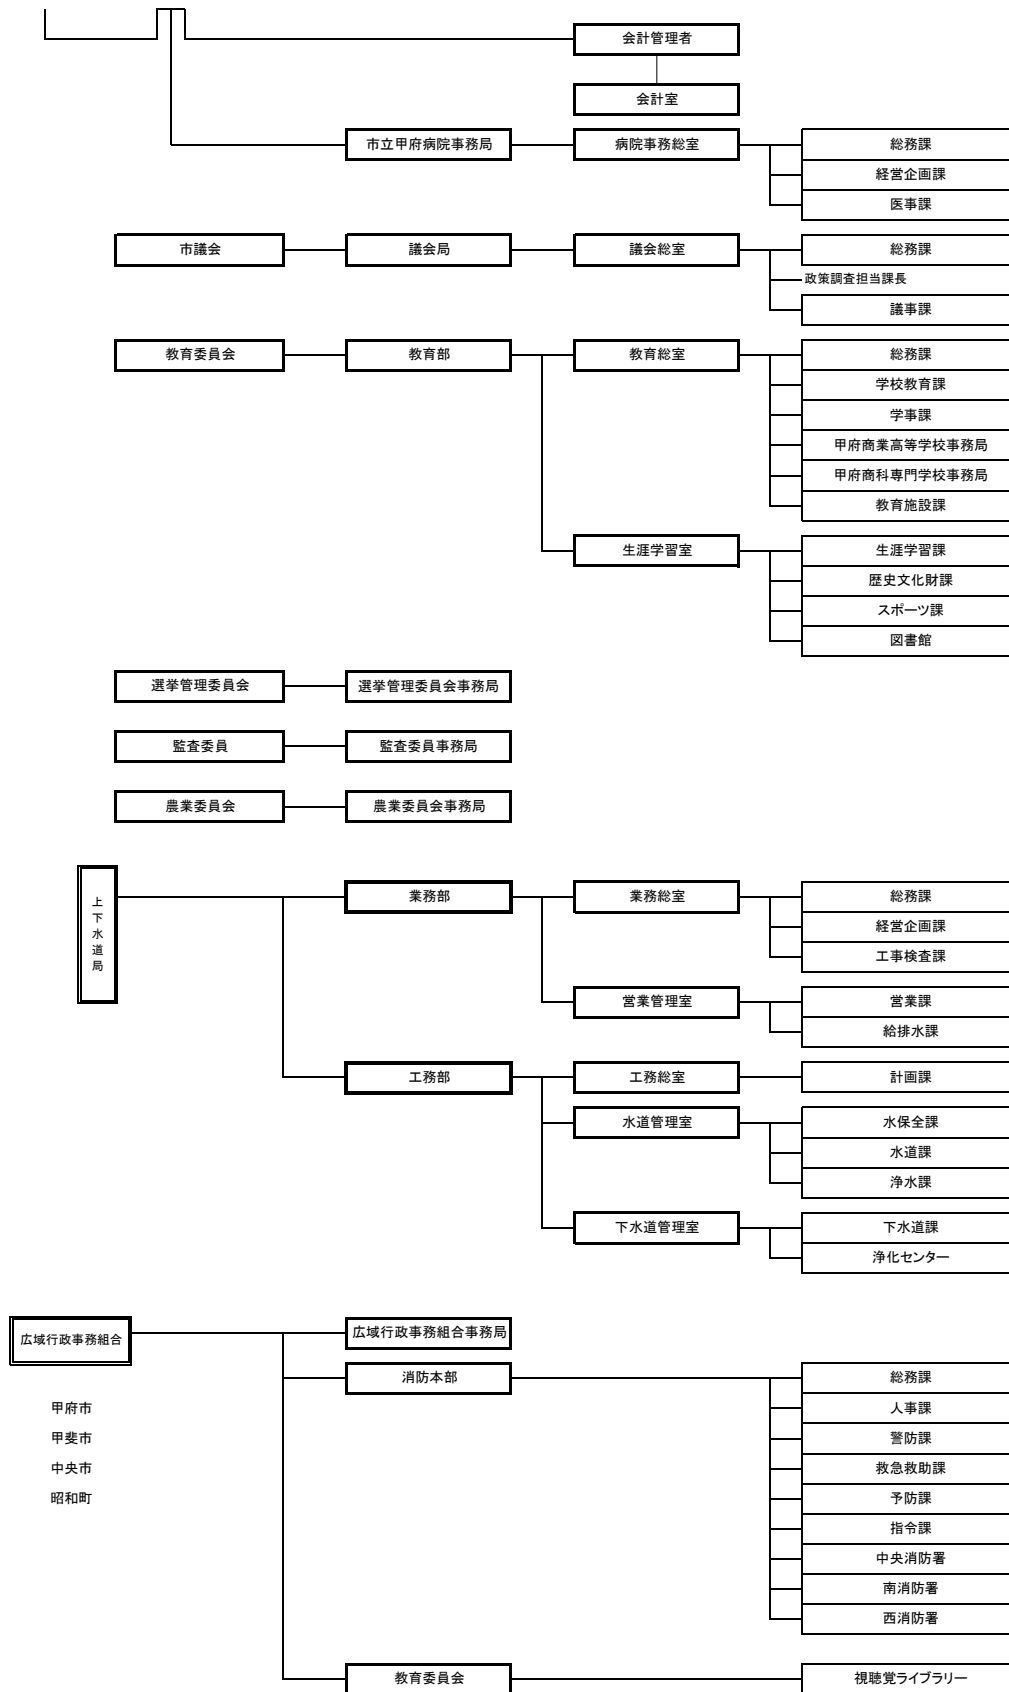 会計管理者
会計室
市立甲府病院事務局
病院事務総室
総務課
経営企画課
医事課
市議会
議会局
議会総室
総務課
政策調査担当課長
議事課
教育委員会
教育部
教育総室
総務課
学校教育課
学事課
甲府商業高等学校事務局
甲府商科専門学校事務局
教育施設課
生涯学習室
生涯学習課
歴史文化財課
スポーツ課
図書館
選挙管理委員会
選挙管理委員会事務局
監査委員
監査委員事務局
農業委員会
農業委員会事務局
上下水道局
業務部
業務総室
総務課
経営企画課
工事検査課
営業管理室
営業課
給排水課
工務部
工務総室
計画課
水道管理室
水保全課
水道課
浄水課
下水道管理室
下水道課
浄化センター
広域行政事務組合
甲府市
甲斐市
中央市
昭和町
広域行政事務組合事務局
消防本部
総務課
人事課
警防課
救急救助課
予防課
指令課
中央消防署
南消防署
西消防署
教育委員会
視聴覚ライブラリー